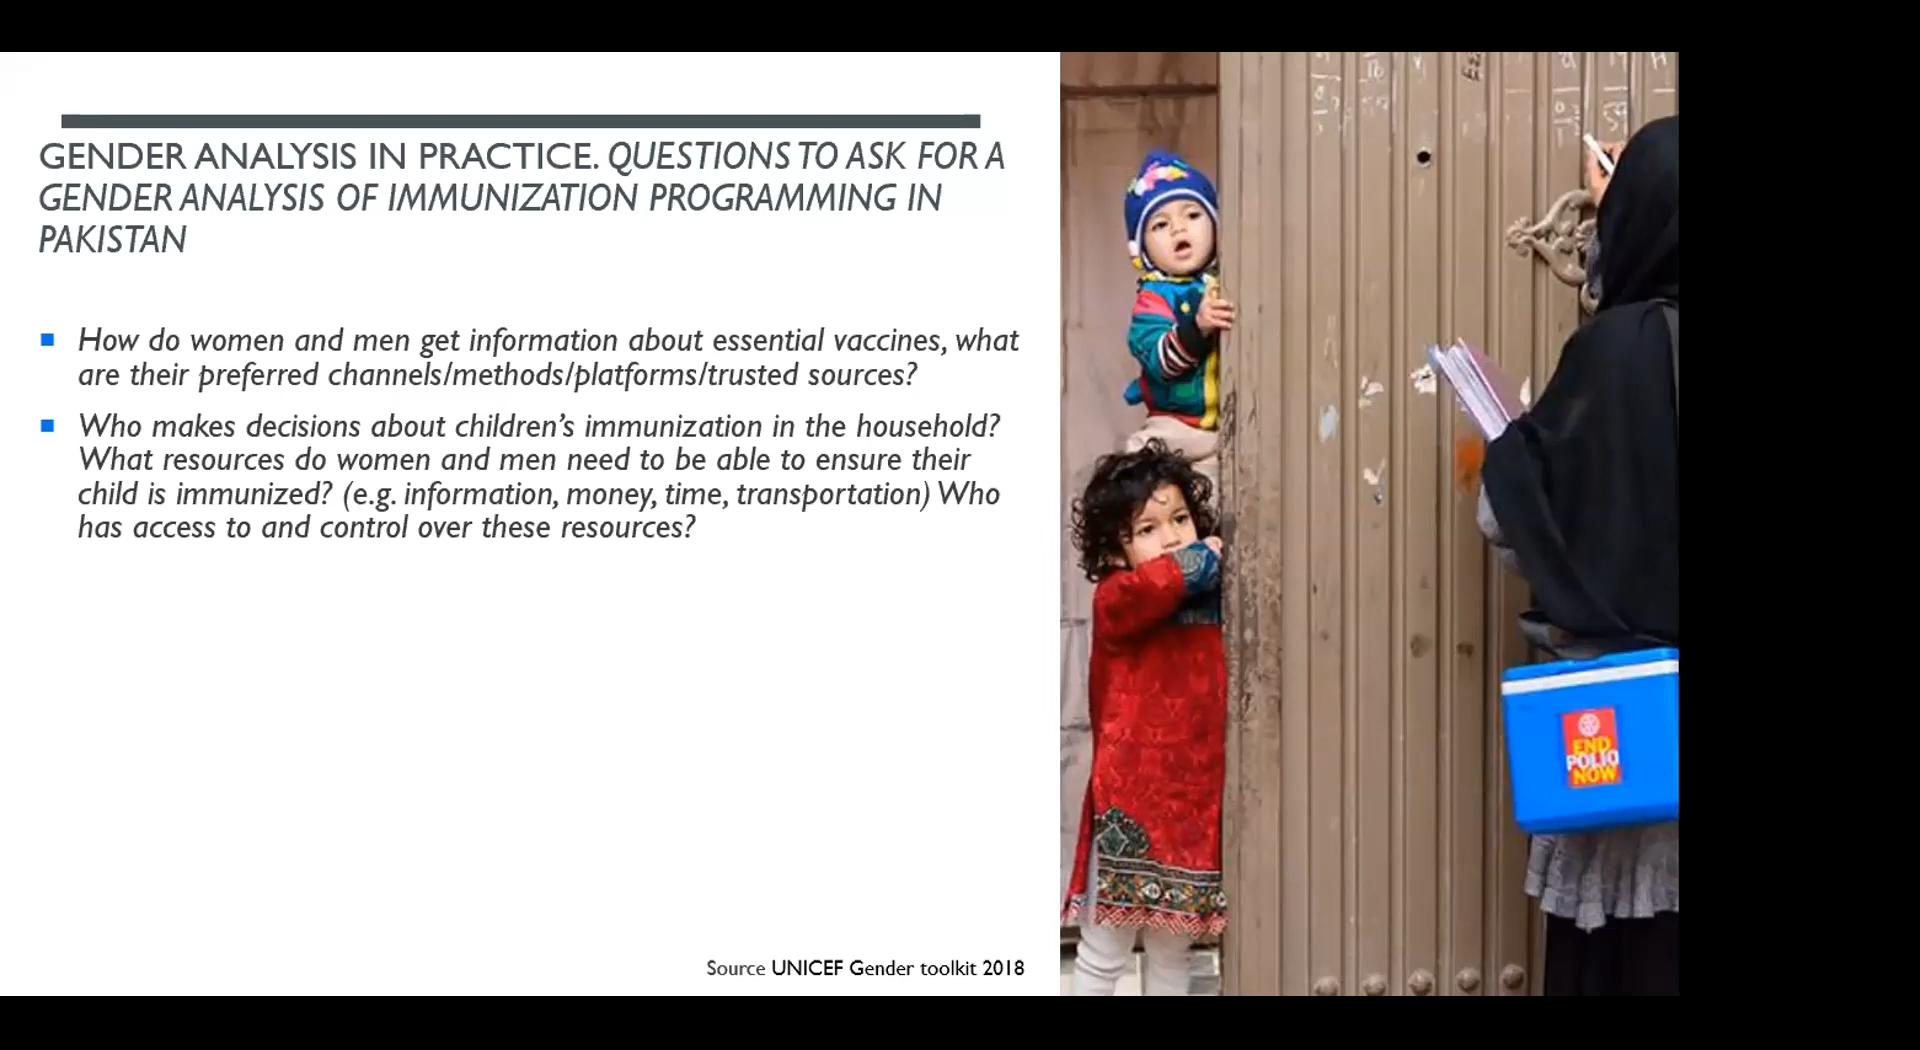 GENDER ANALYSIS IN PRACTICE. QUESTIONS TO ASK FOR A
GENDER ANALYSIS OF IMMUNIZATION PROGRAMMING IN
PAKISTAN
How do women and men get information about essential vaccines, what
are their preferred channels/methods/platforms/trusted sources?
Who makes decisions about children’s immunization in the household?
What resources do women and men need to be able to ensure their
child is immunized? (e.g. information, money, time, transportation) Who
has access to and control over these resources?
Source UNICEF Gender toolkit 2018
END
POLIO
NOW